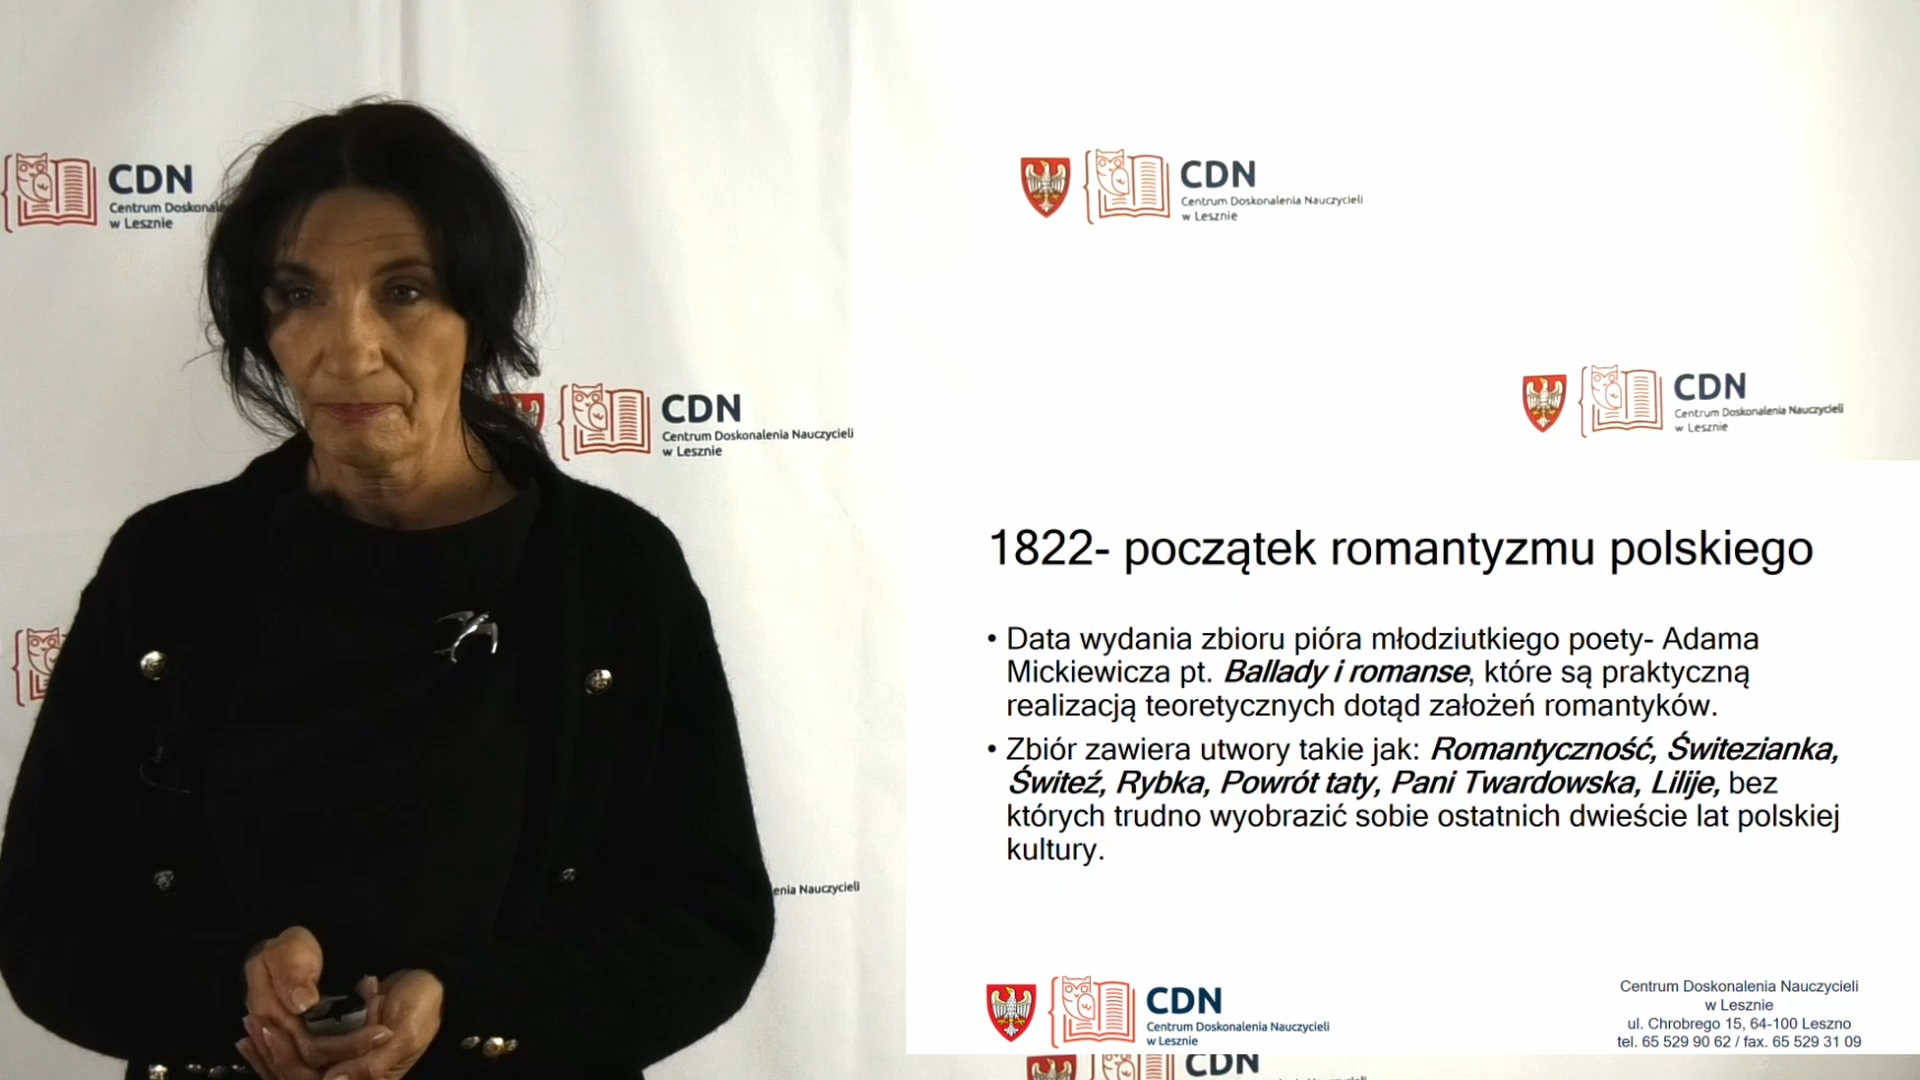 CDN
Centrum Doskonale
w Lesznie
CDN
Centrum Doskonalenia Nauczycieli
w Lesznie
CDN
Centrum Doskonalenia Nauczycieli
w Lesznie
CDN
Centrum Doskonalenia Nauczycieli
w Lesznie
1822- początek romantyzmu polskiego
• Data wydania zbioru pióra młodziutkiego poety- Adama
Mickiewicza pt. Ballady i romanse, które są praktyczną
realizacją teoretycznych dotąd założeń romantyków.
• Zbiór zawiera utwory takie jak: Romantyczność, Świtezianka,
Świteź, Rybka, Powrót taty, Pani Twardowska, Lilije, bez
których trudno wyobrazić sobie ostatnich dwieście lat polskiej
kultury.
enia Nauczycieli
CDN
Centrum Doskonalenia Nauczycieli
w Lesznie
Centrum Doskonalenia Nauczycieli
w Lesznie
ul. Chrobrego 15, 64-100 Leszno
tel. 65 529 90 62 / fax. 65 529 31 09
CDN